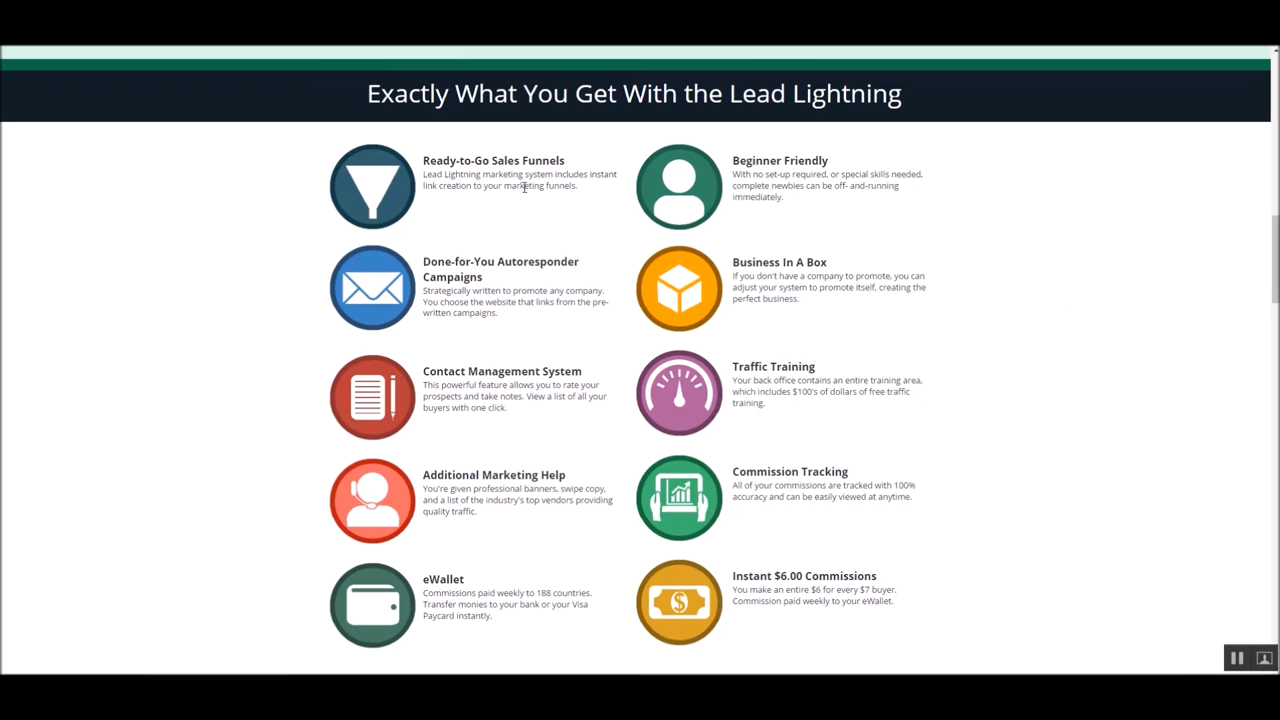 Exactly What You Get With the Lead Lightning
Ready-to-Go Sales Funnels
Lead Lightning marketing system includes instant
link creation to your marketing funnels.
Beginner Friendly
With no set-up required, or special skills needed,
complete newbies can be off- and-running
immediately.
Done-for-You Autoresponder
Campaigns
Strategically written to promote any company.
You choose the website that links from the pre-
written campaigns.
Business In A Box
If you don't have a company to promote, you can
adjust your system to promote itself, creating the
perfect business.
Contact Management System
This powerful feature allows you to rate your
prospects and take notes. View a list of all your
buyers with one click.
Traffic Training
Your back office contains an entire training area,
which includes $100's of dollars of free traffic
training.
Additional Marketing Help
You're given professional banners, swipe copy,
and a list of the industry's top vendors providing
quality traffic.
Commission Tracking
All of your commissions are tracked with 100%
accuracy and can be easily viewed at anytime.
eWallet
Commissions paid weekly to 188 countries.
Transfer monies to your bank or your Visa
Paycard instantly.
Instant $6.00 Commissions
You make an entire $6 for every $7 buyer.
Commission paid weekly to your eWallet.